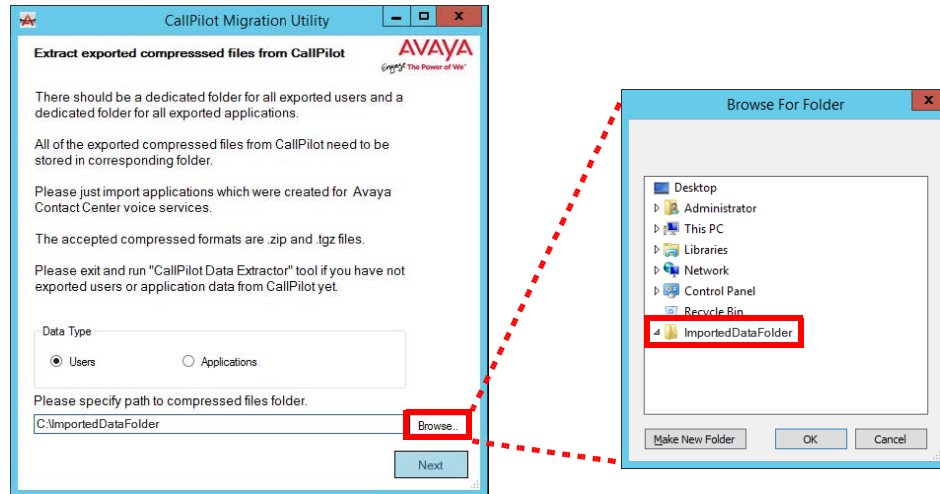 CallPilot Migration Utility
Extract exported compresssed files from CallPilot
AVAYA
Engage The Power of We™
There should be a dedicated folder for all exported users and a
dedicated folder for all exported applications.
All of the exported compressed files from CallPilot need to be
stored in corresponding folder.
Please just import applications which were created for Avaya
Contact Center voice services.
The accepted compressed formats are .zip and .tgz files.
Please exit and run "CallPilot Data Extractor" tool if you have not
exported users or application data from CallPilot yet.
Data Type
Users
Applications
Please specify path to compressed files folder.
C:\ImportedDataFolder
Browse..
Next
Browse For Folder
Desktop
Administrator
This PC
Libraries
Network
Control Panel
Recycle Bin
ImportedDataFolder
Make New Folder
OK
Cancel